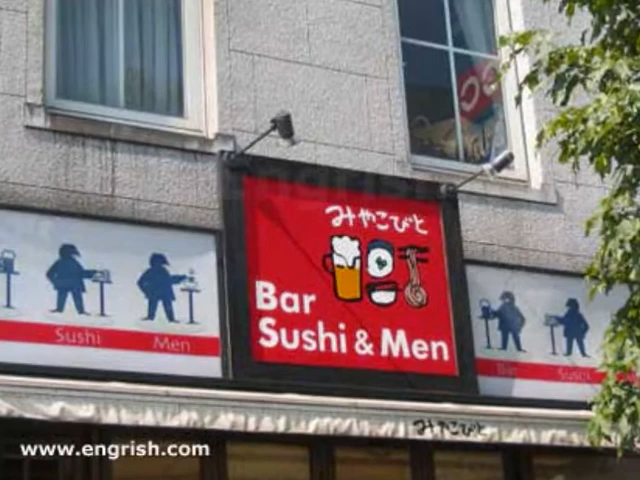 みやこびと
Bar
Sushi & Men
Sushi Men
Bar Sushi
みやこびと
Engrish
www.engrish.com